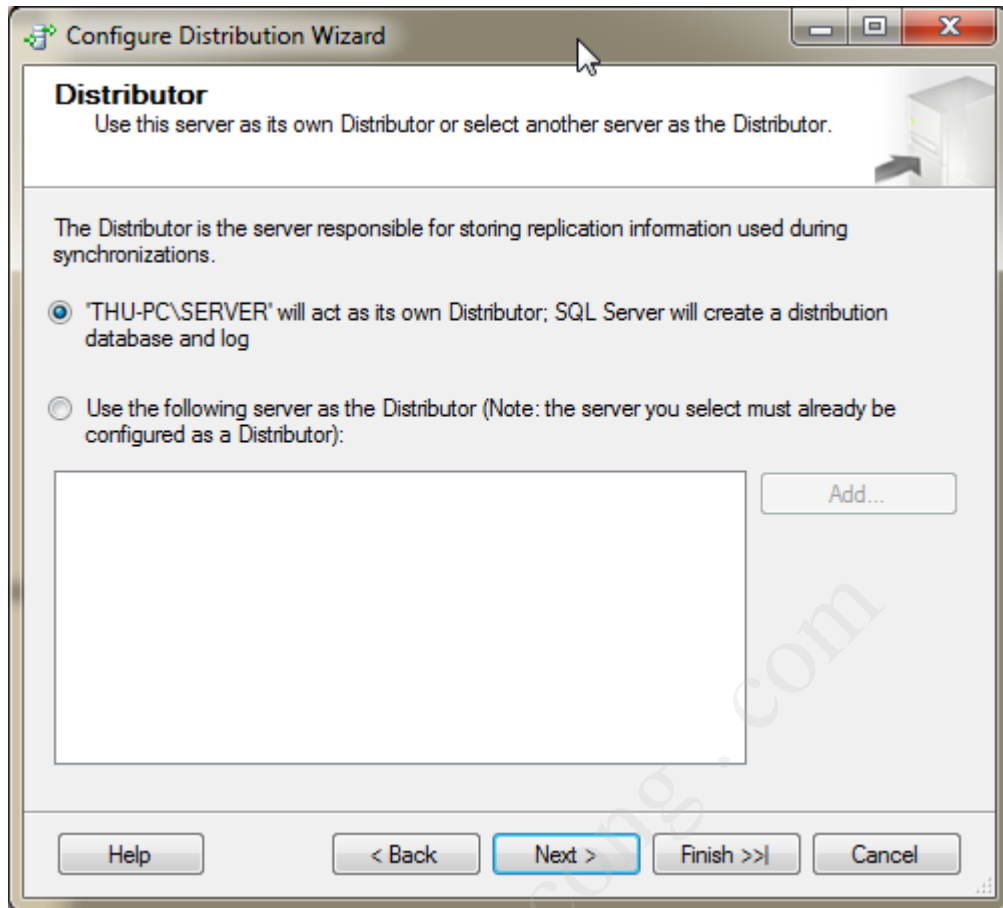 Configure Distribution Wizard
Distributor
Use this server as its own Distributor or select another server as the Distributor.
The Distributor is the server responsible for storing replication information used during
synchronizations.
'THU-PC\SERVER' will act as its own Distributor; SQL Server will create a distribution
database and log
Use the following server as the Distributor (Note: the server you select must already be
configured as a Distributor):
Add...
Help
< Back
Next >
Finish >>|
Cancel
.com